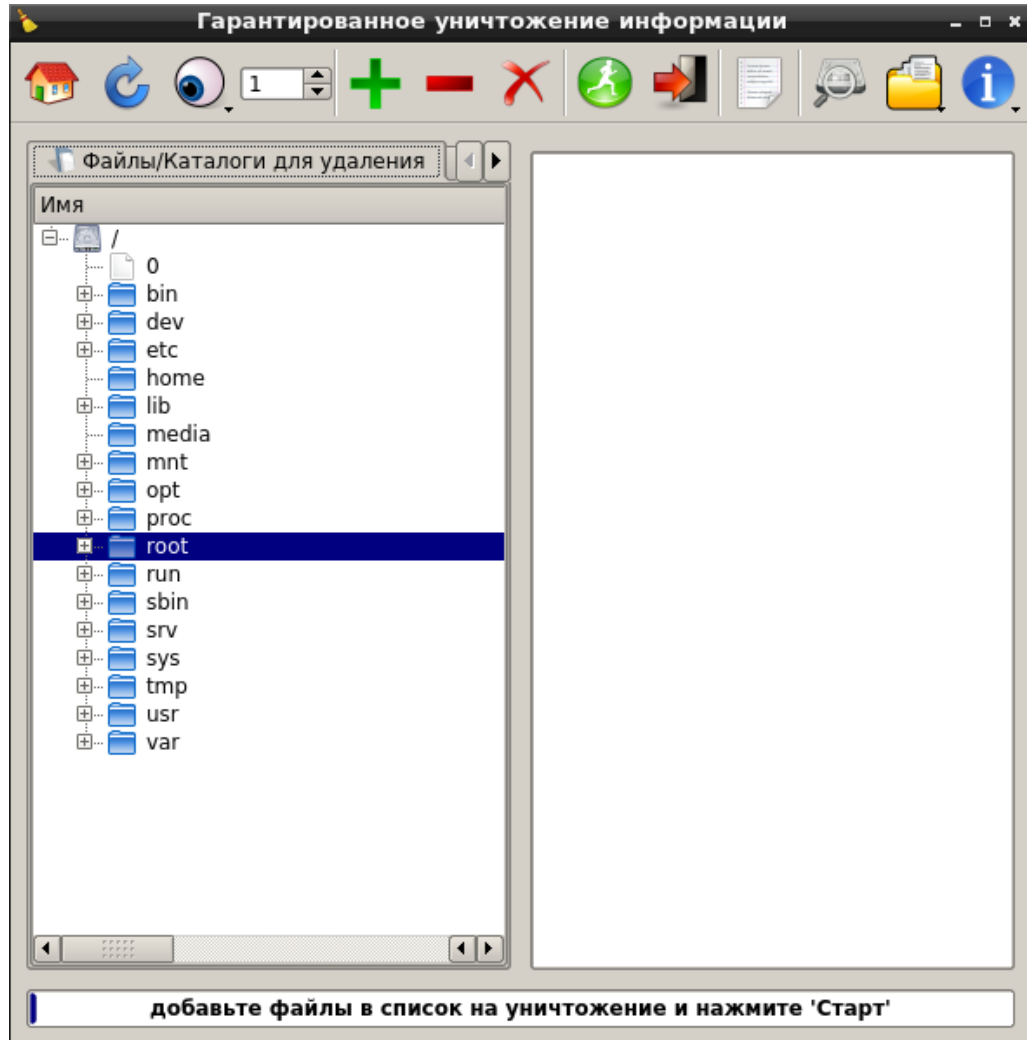 Гарантированное уничтожение информации
1
Файлы/Каталоги для удаления
Имя
/
0
bin
dev
etc
home
lib
media
mnt
opt
proc
root
run
sbin
srv
sys
tmp
usr
var
добавьте файлы в список на уничтожение и нажмите 'Старт'